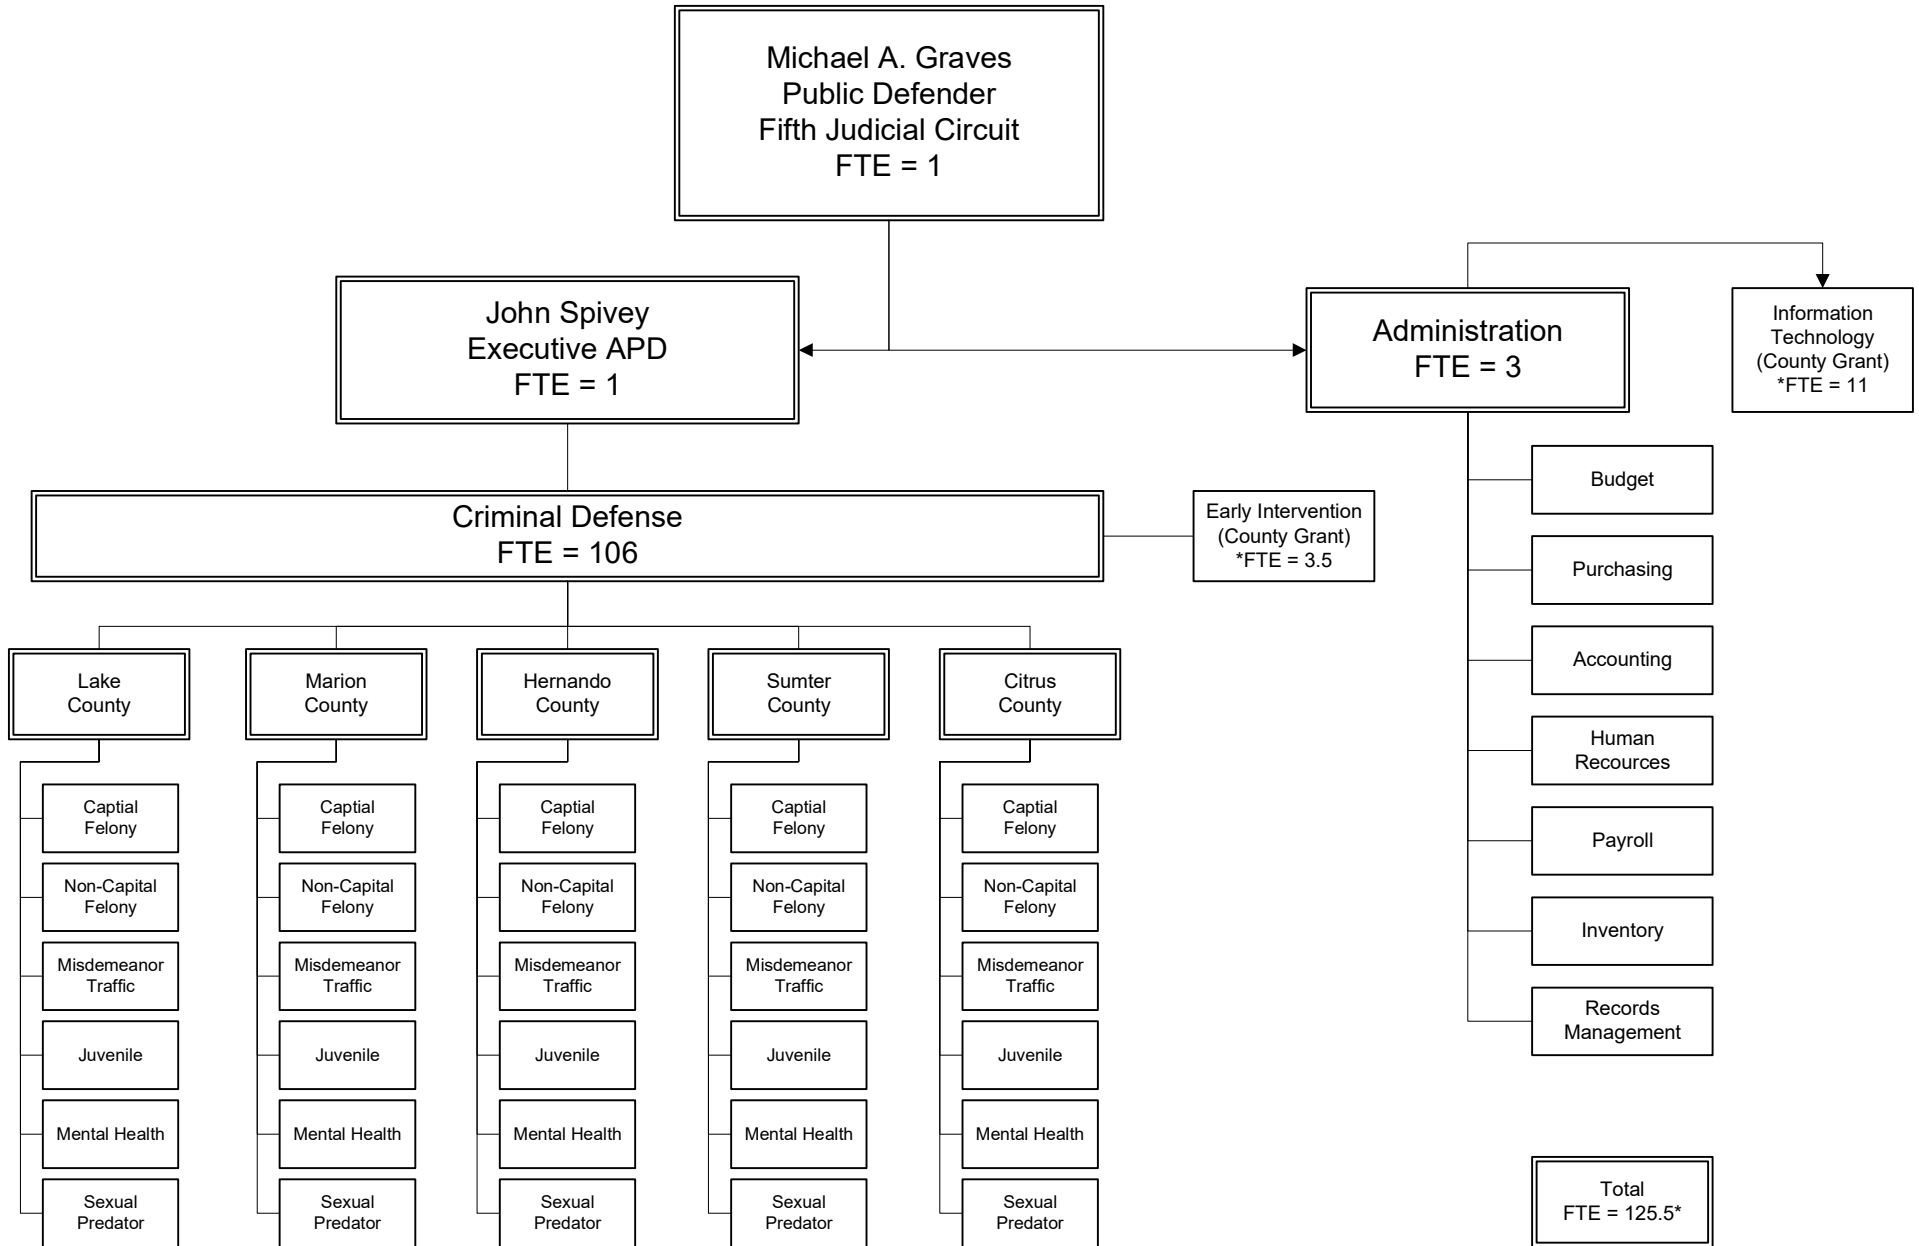 Michael A. Graves
Public Defender
Fifth Judicial Circuit
FTE = 1
John Spivey
Executive APD
FTE = 1
Administration
FTE = 3
Information
Technology
(County Grant)
*FTE = 11
Criminal Defense
FTE = 106
Early Intervention
(County Grant)
*FTE = 3.5
Budget
Purchasing
Accounting
Human
Recources
Payroll
Inventory
Records
Management
Lake
County
Captial
Felony
Non-Capital
Felony
Misdemeanor
Traffic
Juvenile
Mental Health
Sexual
Predator
Marion
County
Captial
Felony
Non-Capital
Felony
Misdemeanor
Traffic
Juvenile
Mental Health
Sexual
Predator
Hernando
County
Captial
Felony
Non-Capital
Felony
Misdemeanor
Traffic
Juvenile
Mental Health
Sexual
Predator
Sumter
County
Captial
Felony
Non-Capital
Felony
Misdemeanor
Traffic
Juvenile
Mental Health
Sexual
Predator
Citrus
County
Captial
Felony
Non-Capital
Felony
Misdemeanor
Traffic
Juvenile
Mental Health
Sexual
Predator
Total
FTE = 125.5*